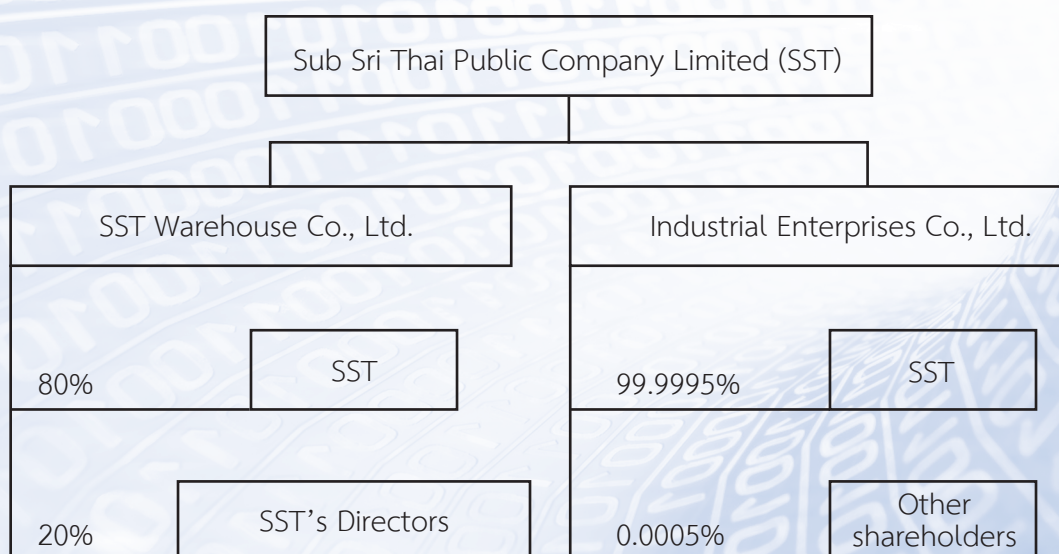 Sub Sri Thai Public Company Limited (SST)
SST Warehouse Co., Ltd.
Industrial Enterprises Co., Ltd.
80%
SST
99.9995%
SST
20%
SST’s Directors
0.0005%
Other
shareholders